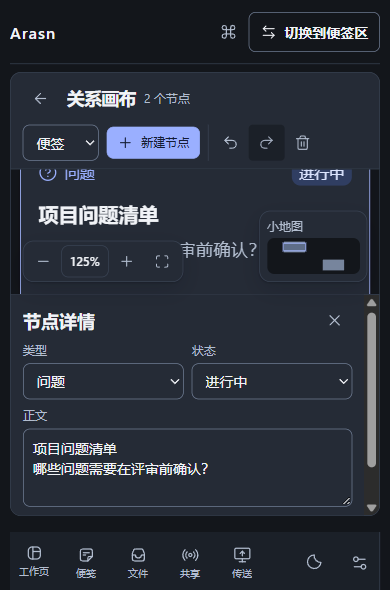 Arasn
⌘ 切换到便签区
关系画布 2 个节点
便签 新建节点
问题 进行中
项目问题清单
小地图
审前确认?
125%
节点详情
类型 状态
问题 进行中
正文
项目问题清单
哪些问题需要在评审前确认?
工作页 便签 文件 共享 传送